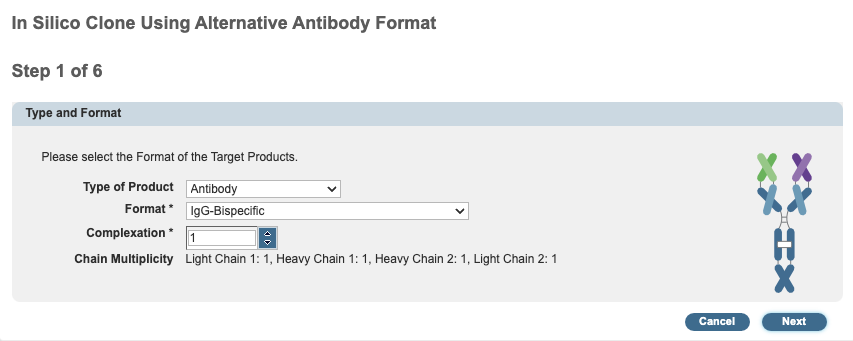 In Silico Clone Using Alternative Antibody Format
Step 1 of 6
Type and Format
Please select the Format of the Target Products.
Type of Product Antibody
Format * IgG-Bispecific
Complexation * 1
Chain Multiplicity Light Chain 1: 1, Heavy Chain 1: 1, Heavy Chain 2: 1, Light Chain 2: 1
Cancel Next